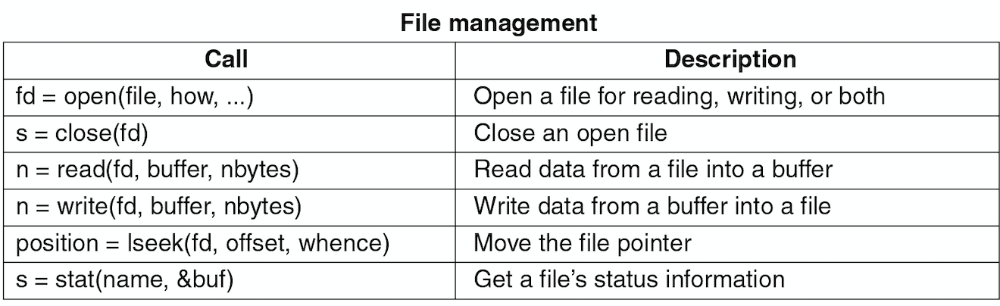 File management
Call Description
fd = open(file, how, ...) Open a file for reading, writing, or both
s = close(fd) Close an open file
n = read(fd, buffer, nbytes) Read data from a file into a buffer
n = write(fd, buffer, nbytes) Write data from a buffer into a file
position = lseek(fd, offset, whence) Move the file pointer
s = stat(name, &buf) Get a file’s status information